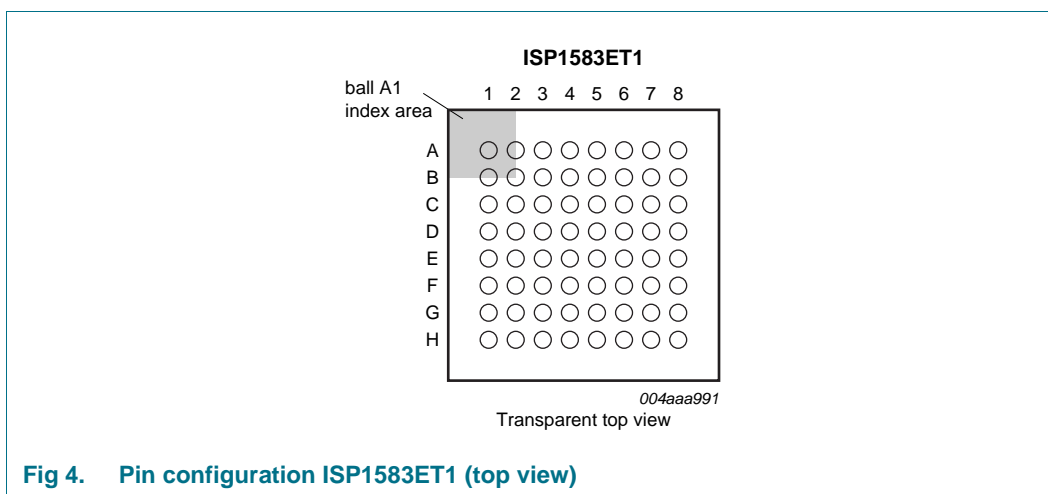 ISP1583ET1
ball A1
index area
1 2 3 4 5 6 7 8
A
B
C
D
E
F
G
H
004aaa991
Transparent top view
Fig 4. Pin configuration ISP1583ET1 (top view)